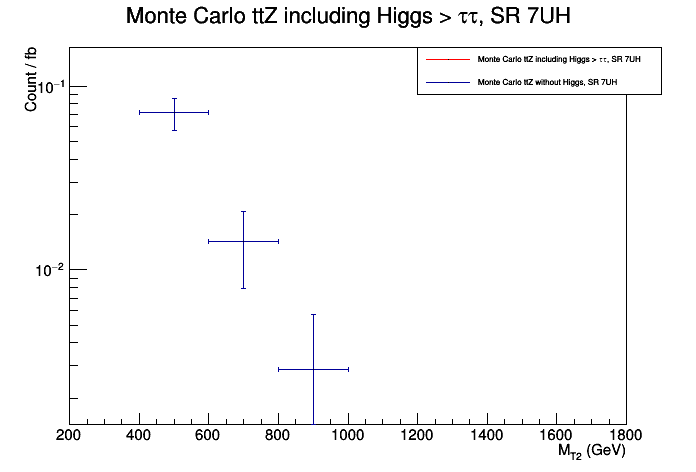 Monte Carlo ttZ including Higgs > ττ, SR 7UH
Count / fb
Monte Carlo ttZ including Higgs > ττ, SR 7UH
Monte Carlo ttZ without Higgs, SR 7UH
10⁻¹
10⁻²
200 400 600 800 1000 1200 1400 1600 1800
M_T2 (GeV)